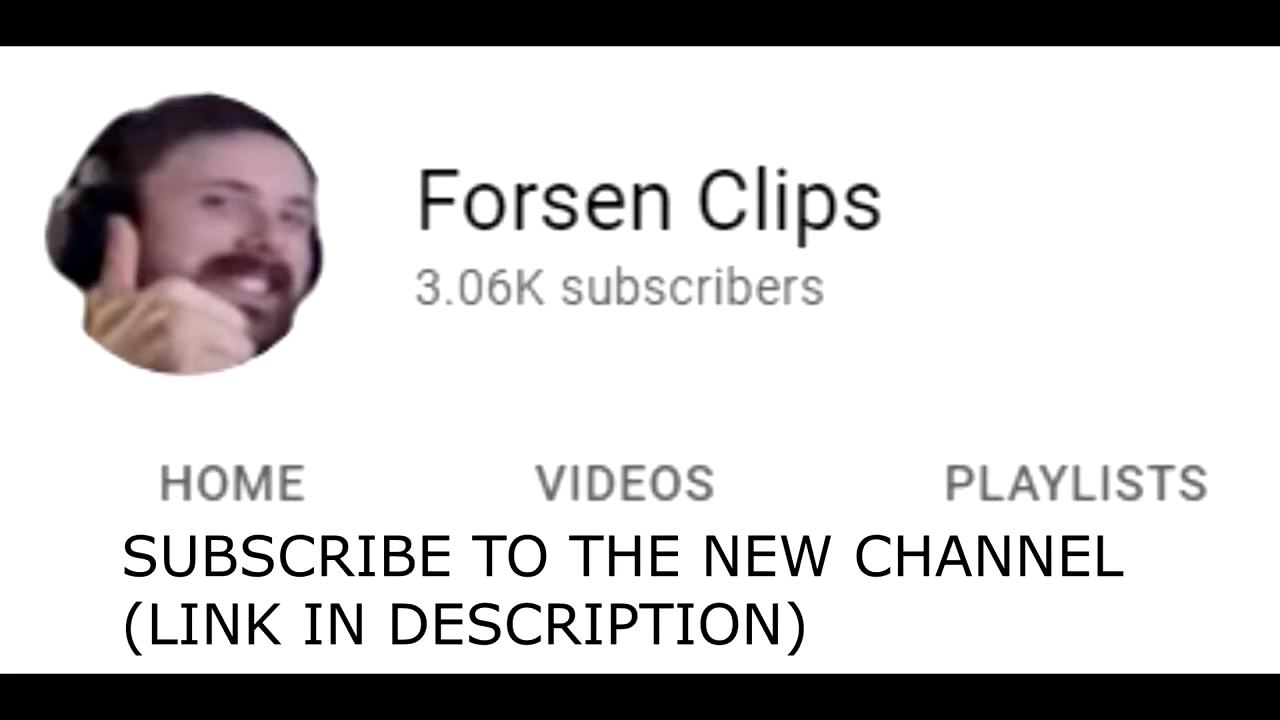 Forsen Clips
3.06K subscribers
HOME VIDEOS PLAYLISTS
SUBSCRIBE TO THE NEW CHANNEL
(LINK IN DESCRIPTION)